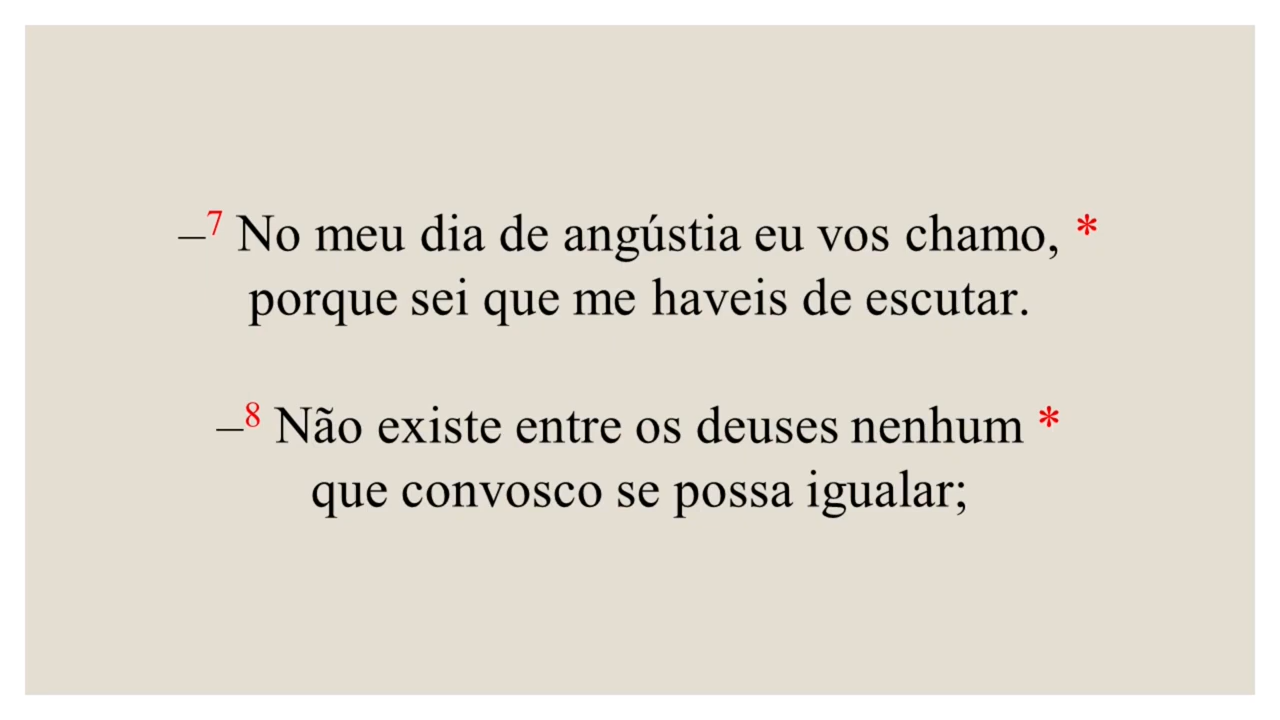 –7 No meu dia de angústia eu vos chamo, *
porque sei que me haveis de escutar.
–8 Não existe entre os deuses nenhum *
que convosco se possa igualar;